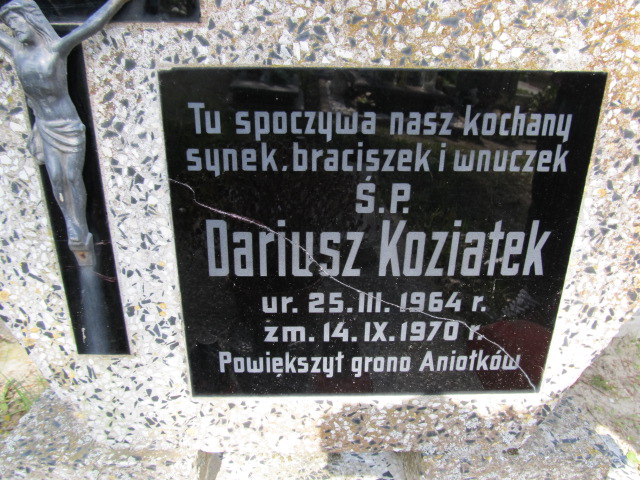 Tu spoczywa nasz kochany
synek, braciszek i wnuczek
Ś.P.
Dariusz Koziatek
ur. 25.III.1964 r.
zm. 14.IX.1970 r.
Powiększył grono Aniołków